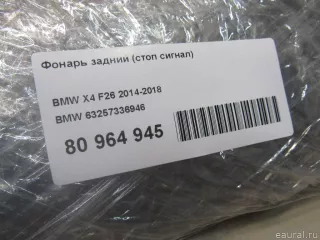 Фонарь задний (стоп сигнал)
BMW X4 F26 2014-2018
BMW 63257336946
80 964 945
eaural.ru